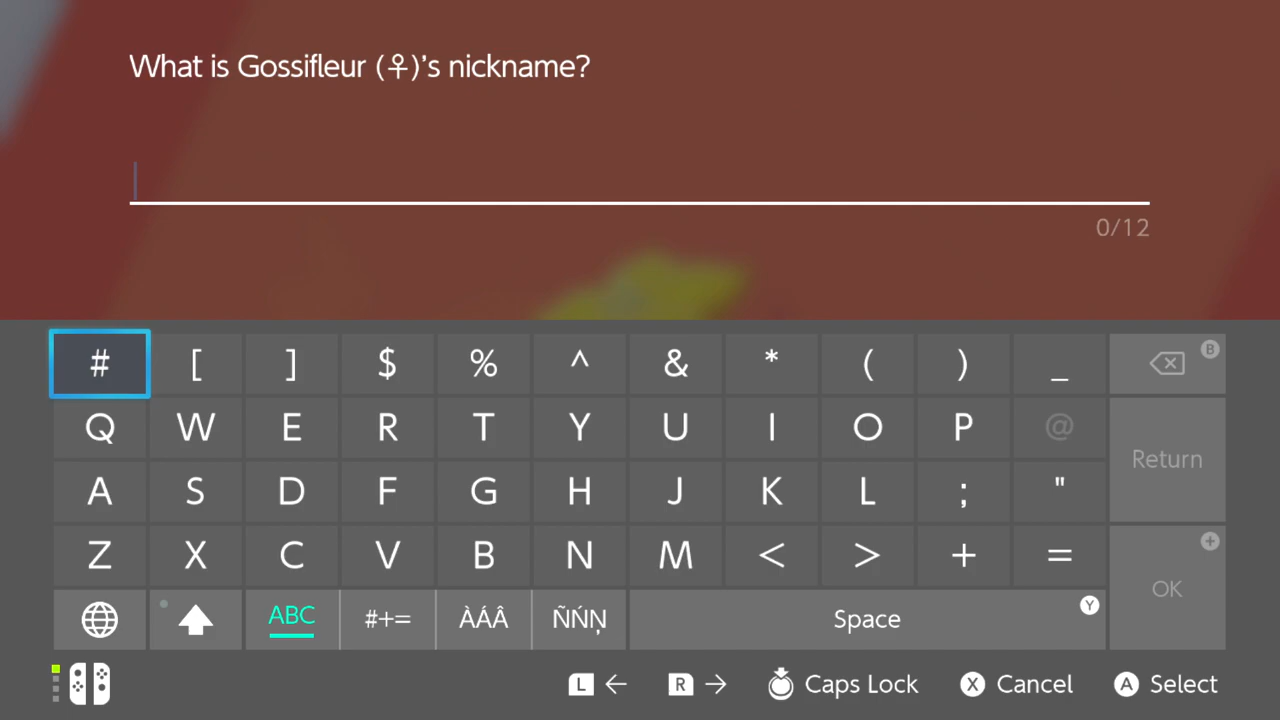 What is Gossifleur (♀)'s nickname?
0/12
# [ ] $ % ^ & * ( ) _ B
Q W E R T Y U I O P @
Return
A S D F G H J K L ; "
Z X C V B N M < > + = +
OK
ABC #+= ÀÁÂ ÑŃŅ Space Y
L ← R → Caps Lock X Cancel A Select